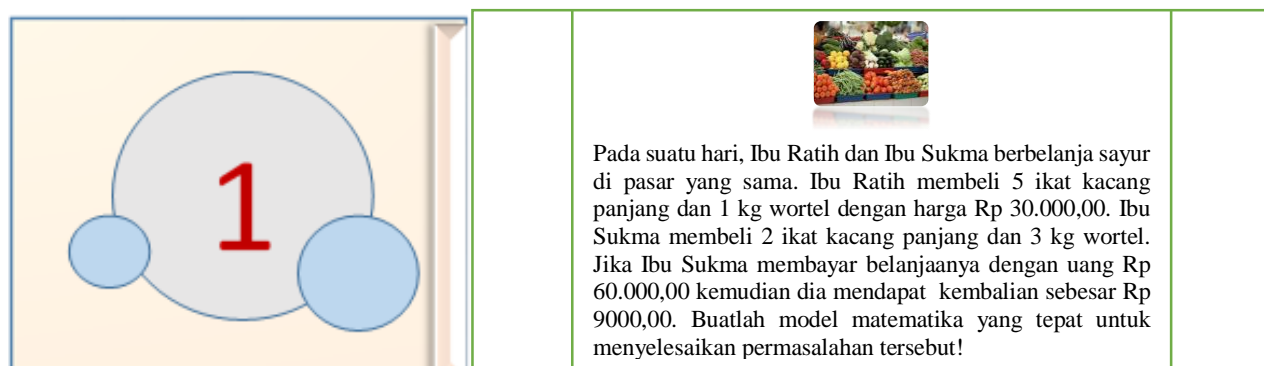 1
Pada suatu hari, Ibu Ratih dan Ibu Sukma berbelanja sayur
di pasar yang sama. Ibu Ratih membeli 5 ikat kacang
panjang dan 1 kg wortel dengan harga Rp 30.000,00. Ibu
Sukma membeli 2 ikat kacang panjang dan 3 kg wortel.
Jika Ibu Sukma membayar belanjaanya dengan uang Rp
60.000,00 kemudian dia mendapat kembalian sebesar Rp
9000,00. Buatlah model matematika yang tepat untuk
menyelesaikan permasalahan tersebut!